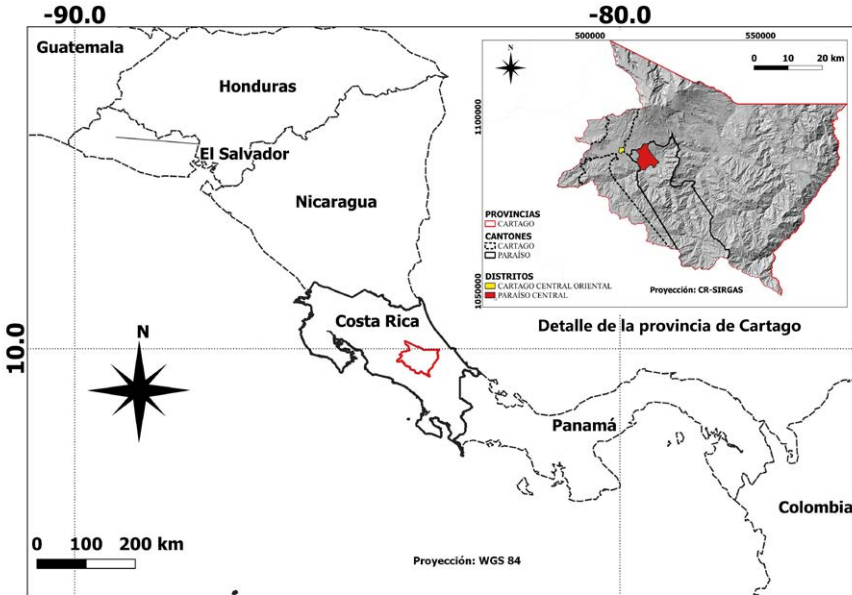 -90.0
-80.0
Guatemala
Honduras
El Salvador
Nicaragua
Costa Rica
Panamá
Colombia
10.0
N
0 100 200 km
Proyección: WGS 84
500000
550000
N
0 10 20 km
1100000
1050000
PROVINCIAS
CARTAGO
CANTONES
CARTAGO
PARAÍSO
DISTRITOS
CARTAGO CENTRAL ORIENTAL
PARAÍSO CENTRAL
Proyección: CR-SIRGAS
Detalle de la provincia de Cartago